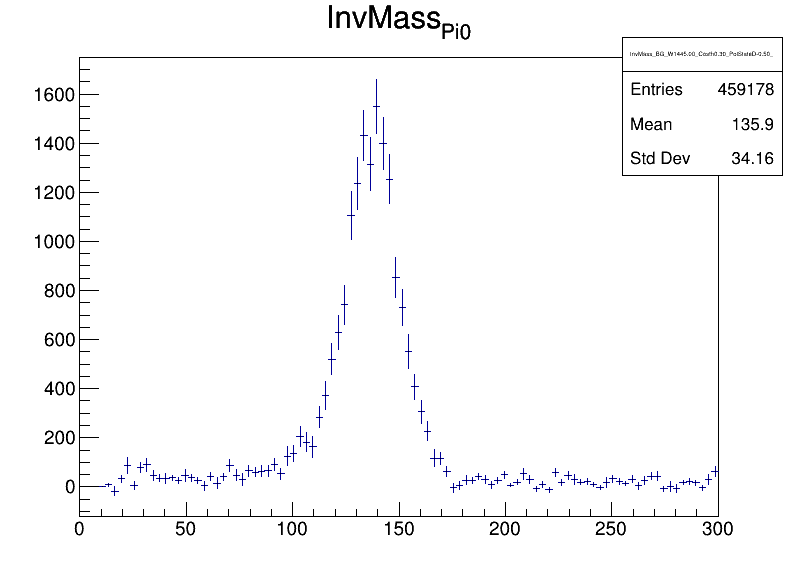 InvMass_Pi0
InvMass_BG_W1445.00_Costh0.30_PolStateD-0.50_
Entries 459178
Mean 135.9
Std Dev 34.16
1600
1400
1200
1000
800
600
400
200
0
0 50 100 150 200 250 300